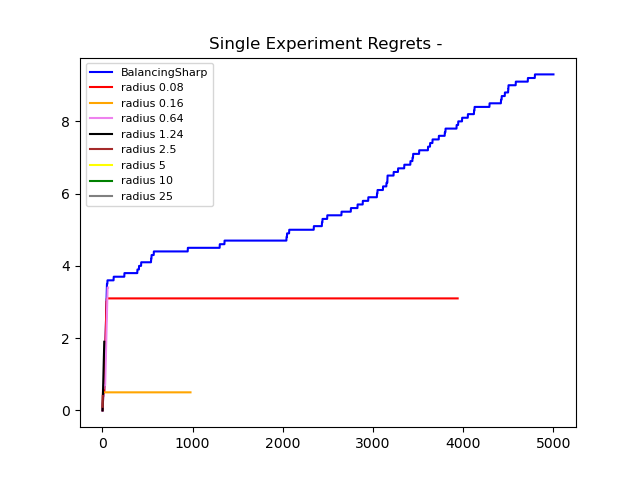 Single Experiment Regrets -
BalancingSharp
radius 0.08
radius 0.16
radius 0.64
radius 1.24
radius 2.5
radius 5
radius 10
radius 25
8
6
4
2
0
0 1000 2000 3000 4000 5000